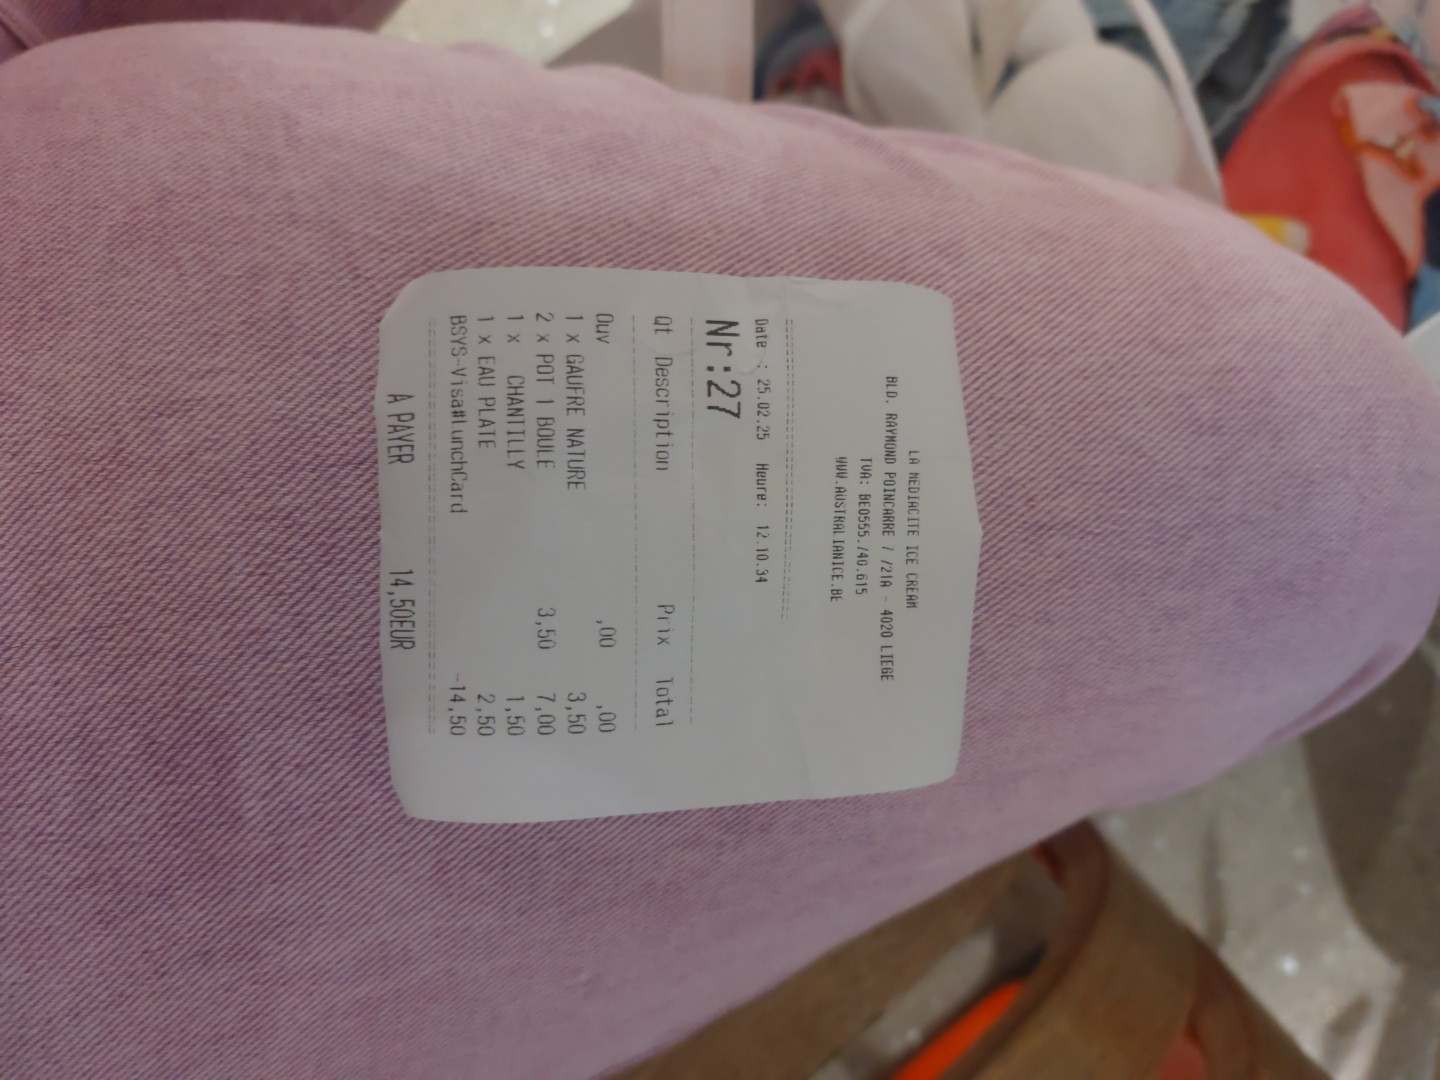 LA MEDIACITE ICE CREAM
BLD. RAYMOND POINCARRE 7 /21A - 4020 LIEGE
TVA: BE0555.740.615
WWW.AUSTRALIANICE.BE
Date : 25.02.25 Heure: 12.10.34
Nr:27
Qt Description Prix Total
Ouv ,00 ,00
1 x GAUFRE NATURE 3,50
2 x POT 1 BOULE 3,50 7,00
1 x CHANTILLY 1,50
1 x EAU PLATE 2,50
BSYS-Visa#LunchCard -14,50
A PAYER 14,50EUR